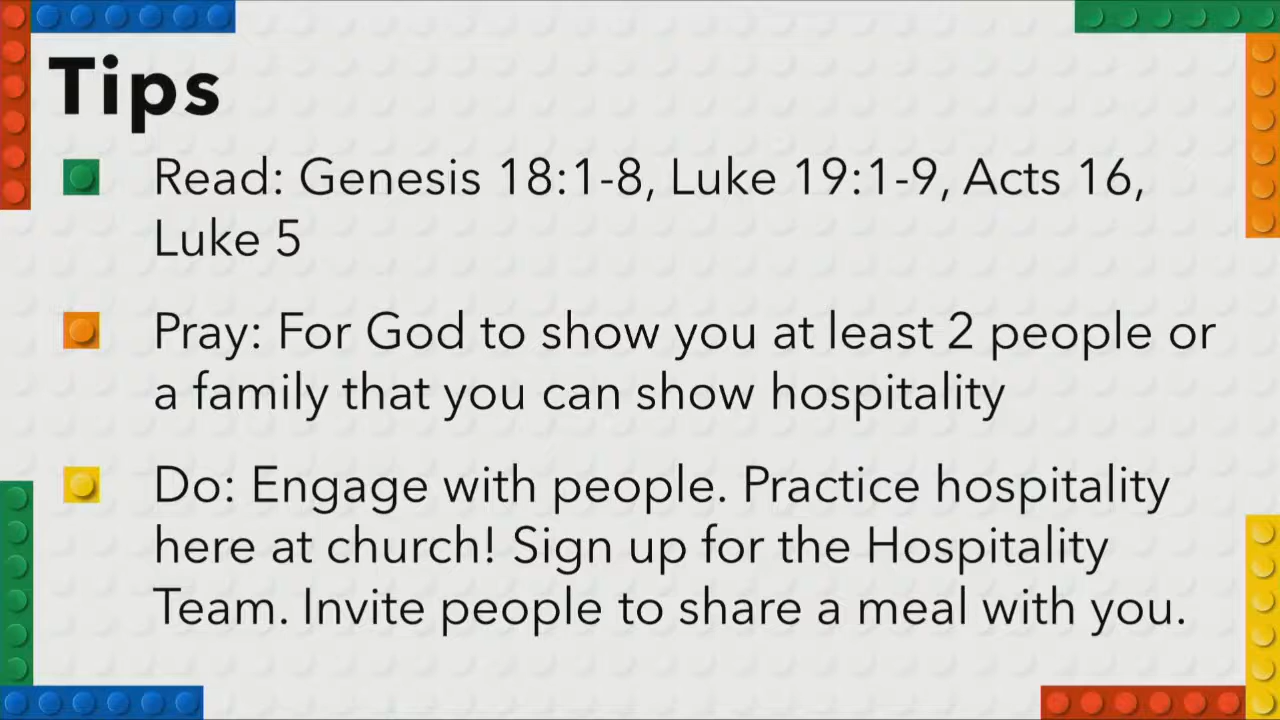 Tips
Read: Genesis 18:1-8, Luke 19:1-9, Acts 16,
Luke 5
Pray: For God to show you at least 2 people or
a family that you can show hospitality
Do: Engage with people. Practice hospitality
here at church! Sign up for the Hospitality
Team. Invite people to share a meal with you.